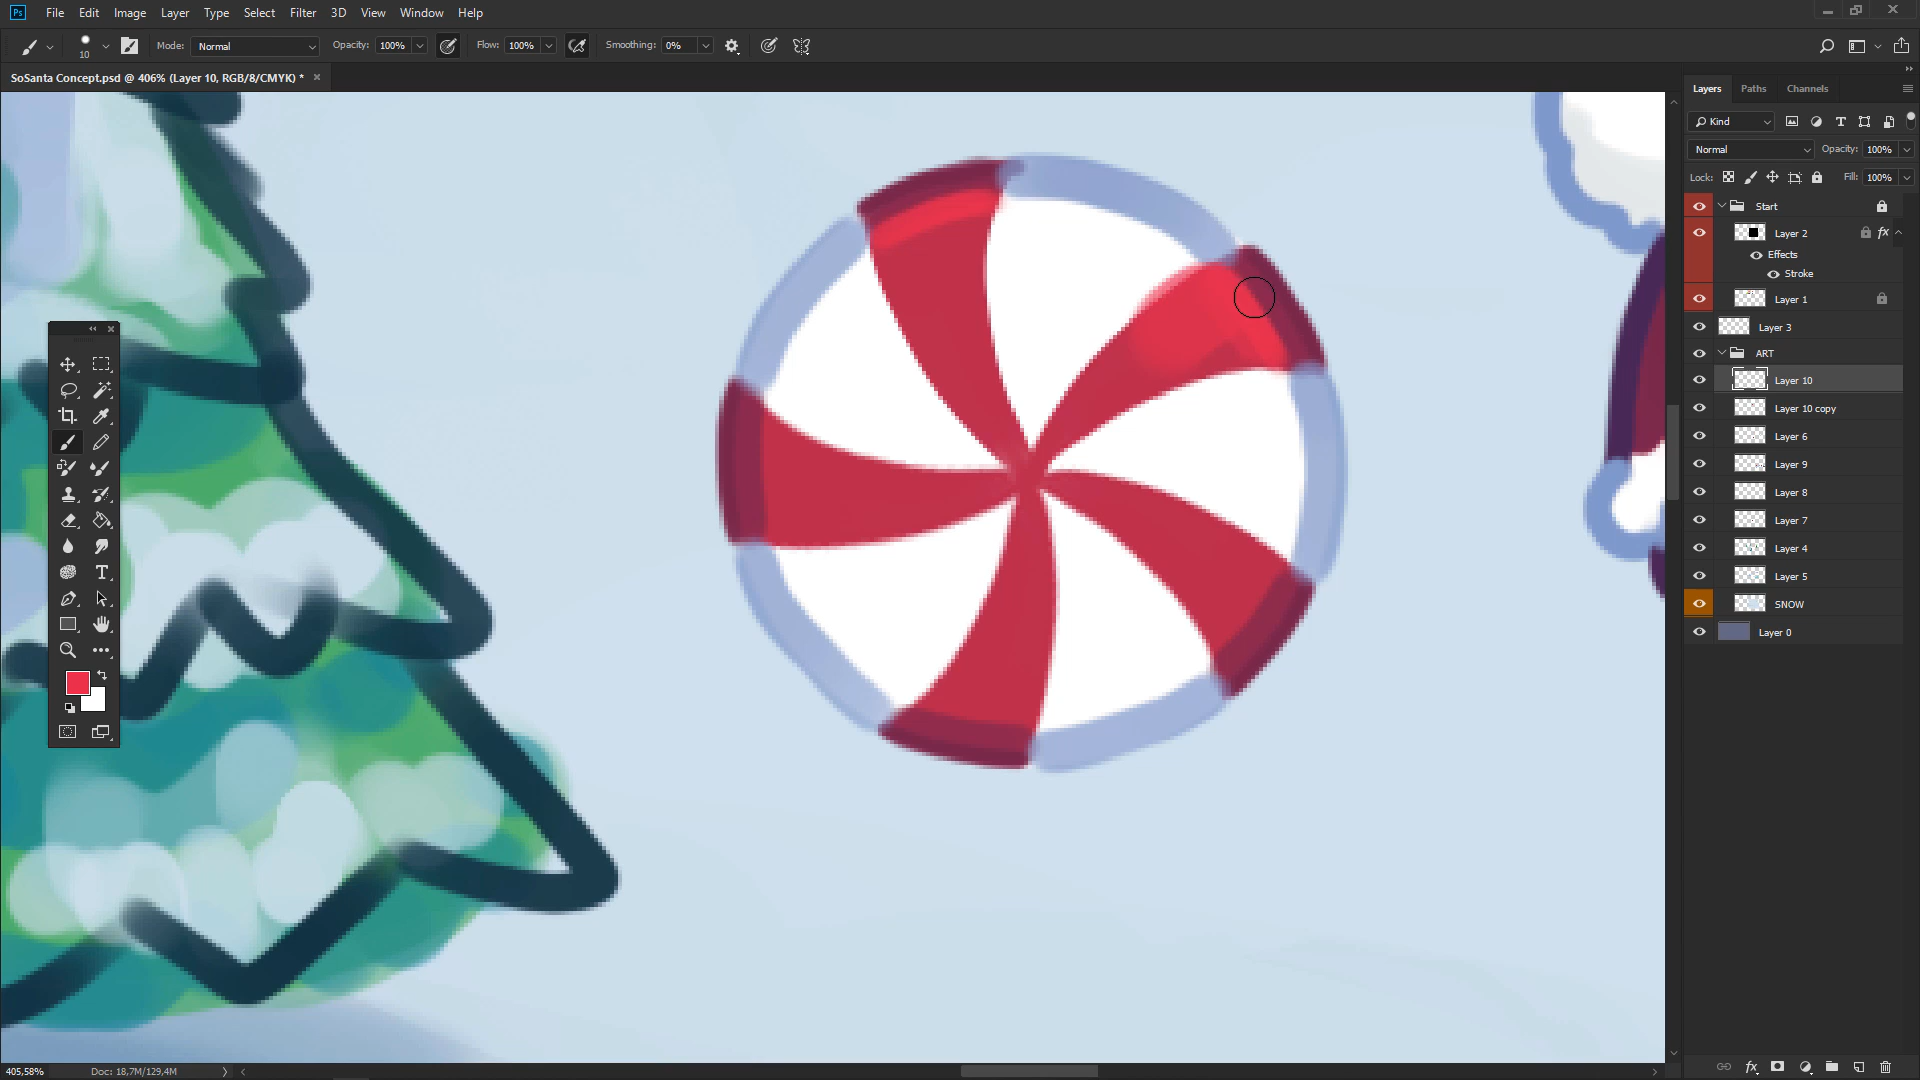 Ps File Edit Image Layer Type Select Filter 3D View Window Help
10 Mode: Normal Opacity: 100% Flow: 100% Smoothing: 0%
SoSanta Concept.psd @ 406% (Layer 10, RGB/8/CMYK) * ×
Layers Paths Channels
Kind T
Normal Opacity: 100%
Lock: Fill: 100%
Start
Layer 2 fx
Effects
Stroke
Layer 1
Layer 3
ART
Layer 10
Layer 10 copy
Layer 6
Layer 9
Layer 8
Layer 7
Layer 4
Layer 5
SNOW
Layer 0
T
405,58% Doc: 18,7M/129,4M
fx